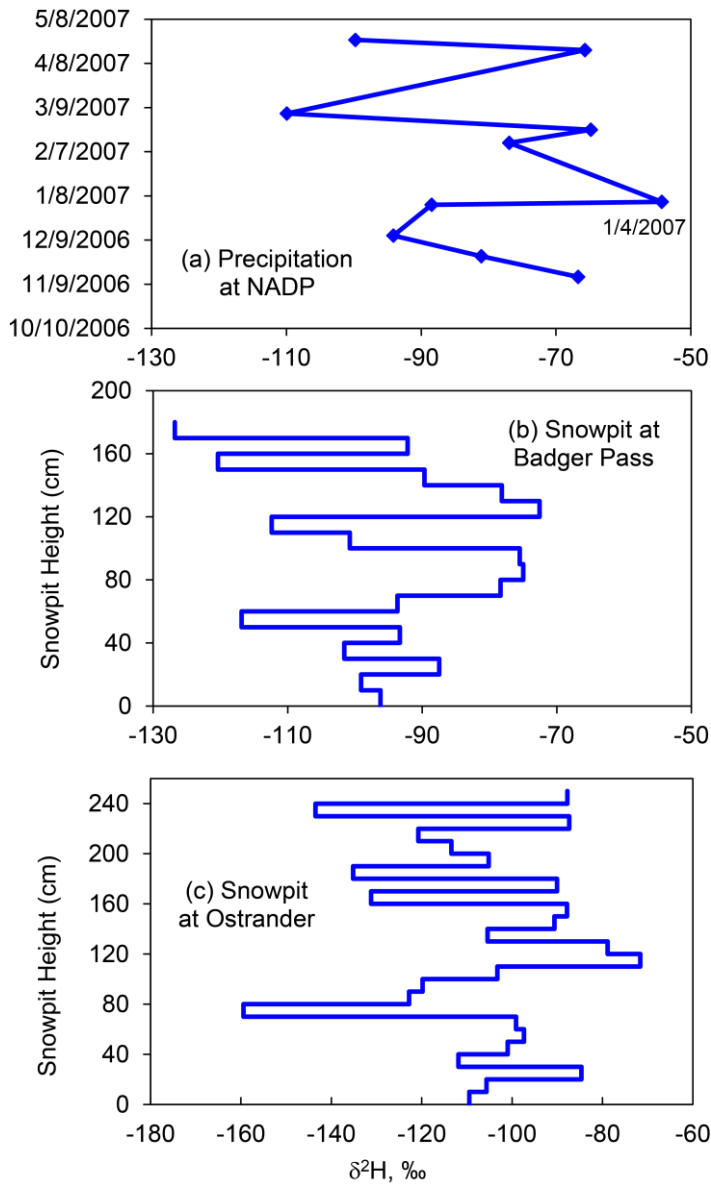 5/8/2007
4/8/2007
3/9/2007
2/7/2007
1/8/2007
12/9/2006
11/9/2006
10/10/2006
1/4/2007
(a) Precipitation
at NADP
-130 -110 -90 -70 -50
200
160
120
80
40
0
Snowpit Height (cm)
(b) Snowpit at
Badger Pass
-130 -110 -90 -70 -50
240
200
160
120
80
40
0
Snowpit Height (cm)
(c) Snowpit
at Ostrander
-180 -160 -140 -120 -100 -80 -60
δ²H, ‰